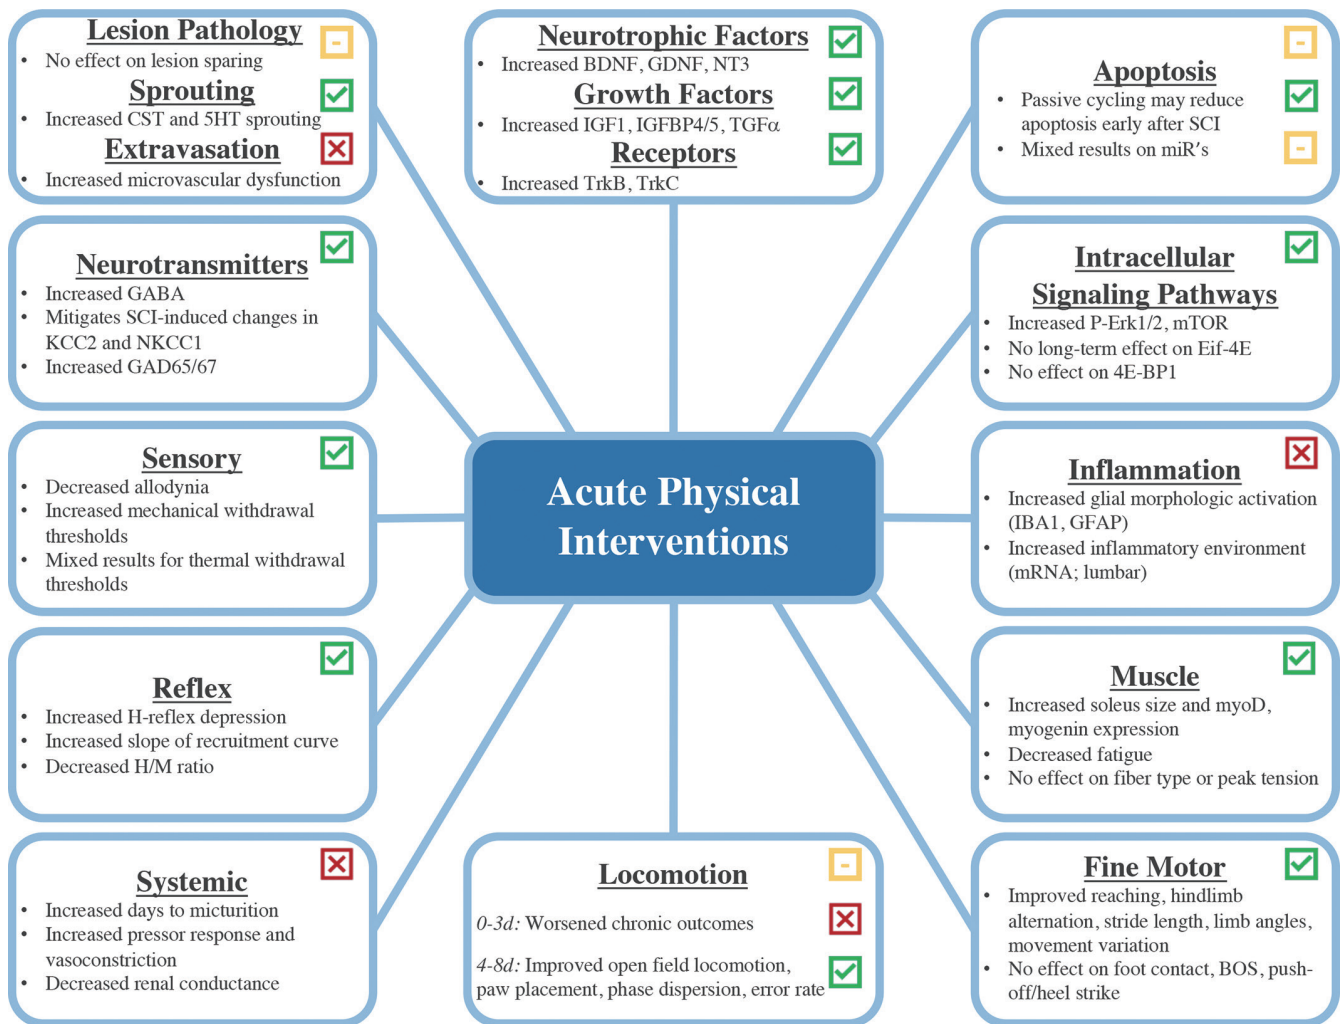 Lesion Pathology
• No effect on lesion sparing
Sprouting
• Increased CST and 5HT sprouting
Extravasation
• Increased microvascular dysfunction
Neurotrophic Factors
• Increased BDNF, GDNF, NT3
Growth Factors
• Increased IGF1, IGFBP4/5, TGFα
Receptors
• Increased TrkB, TrkC
Apoptosis
• Passive cycling may reduce
apoptosis early after SCI
• Mixed results on miR's
Neurotransmitters
• Increased GABA
• Mitigates SCI-induced changes in
KCC2 and NKCC1
• Increased GAD65/67
Intracellular
Signaling Pathways
• Increased P-Erk1/2, mTOR
• No long-term effect on Eif-4E
• No effect on 4E-BP1
Sensory
• Decreased allodynia
• Increased mechanical withdrawal
thresholds
• Mixed results for thermal withdrawal
thresholds
Acute Physical
Interventions
Inflammation
• Increased glial morphologic activation
(IBA1, GFAP)
• Increased inflammatory environment
(mRNA; lumbar)
Reflex
• Increased H-reflex depression
• Increased slope of recruitment curve
• Decreased H/M ratio
Muscle
• Increased soleus size and myoD,
myogenin expression
• Decreased fatigue
• No effect on fiber type or peak tension
Systemic
• Increased days to micturition
• Increased pressor response and
vasoconstriction
• Decreased renal conductance
Locomotion
0-3d: Worsened chronic outcomes
4-8d: Improved open field locomotion,
paw placement, phase dispersion, error rate
Fine Motor
• Improved reaching, hindlimb
alternation, stride length, limb angles,
movement variation
• No effect on foot contact, BOS, push-
off/heel strike